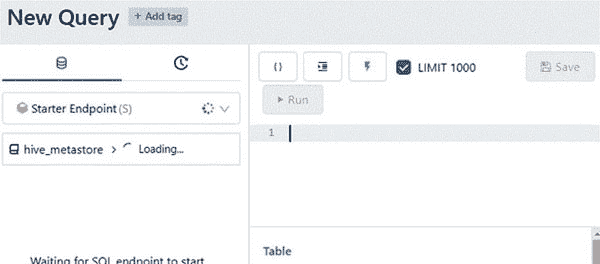 New Query + Add tag
Starter Endpoint (S)
hive_metastore > Loading...
Waiting for SQL endpoint to start
{} LIMIT 1000 Save
Run
1
Table